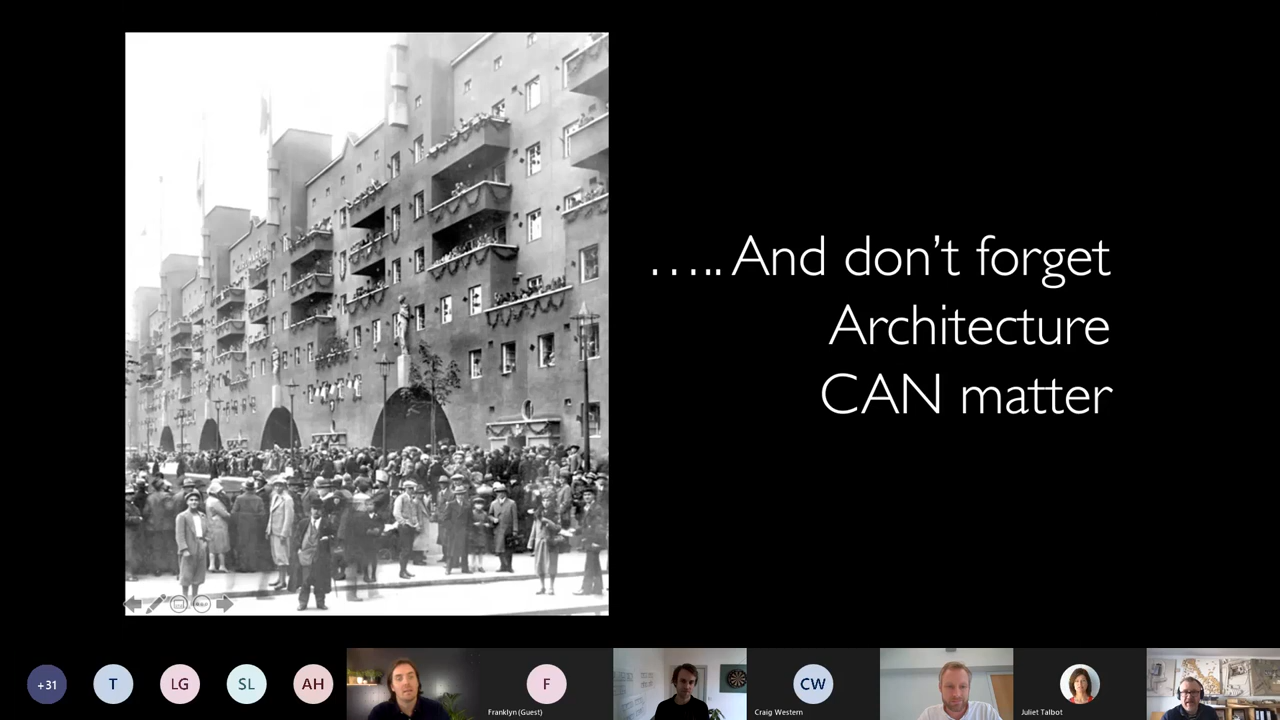 .....And don't forget
Architecture
CAN matter
+31
T
LG
SL
AH
F
Franklyn (Guest)
CW
Craig Western
Juliet Talbot